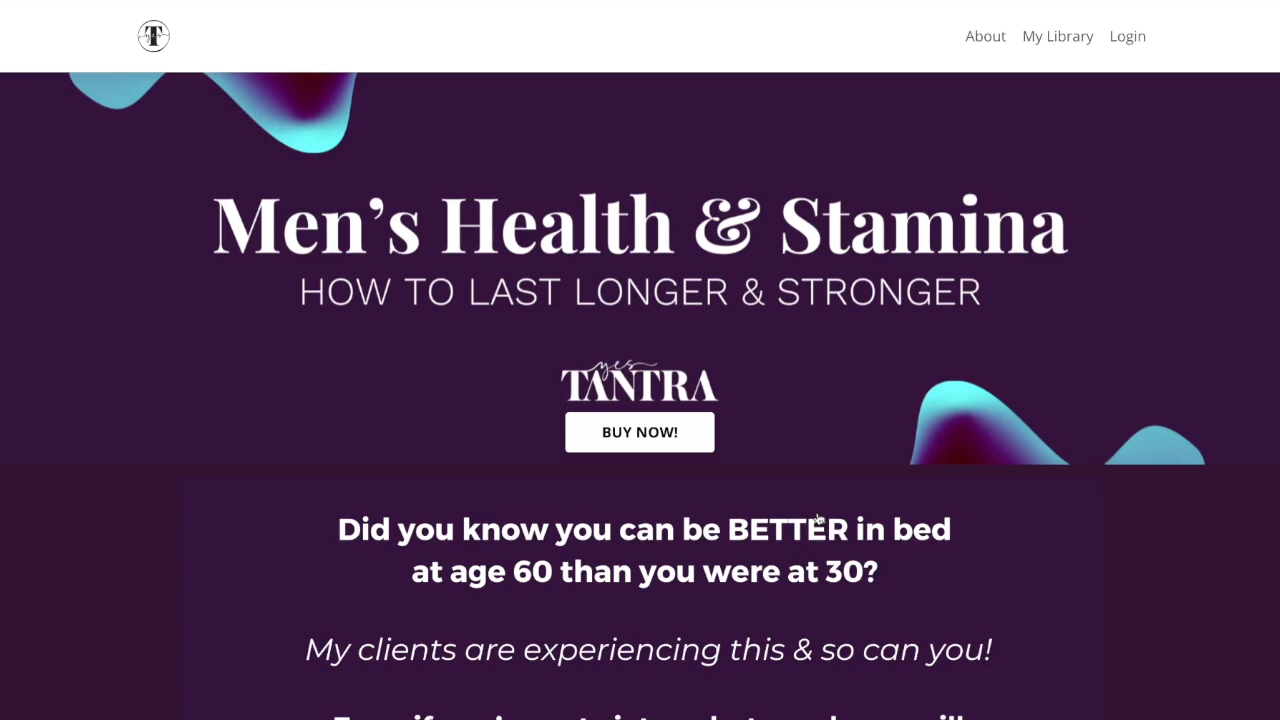 T
About My Library Login
Men's Health & Stamina
HOW TO LAST LONGER & STRONGER
yes
TANTRA
BUY NOW!
Did you know you can be BETTER in bed
at age 60 than you were at 30?
My clients are experiencing this & so can you!